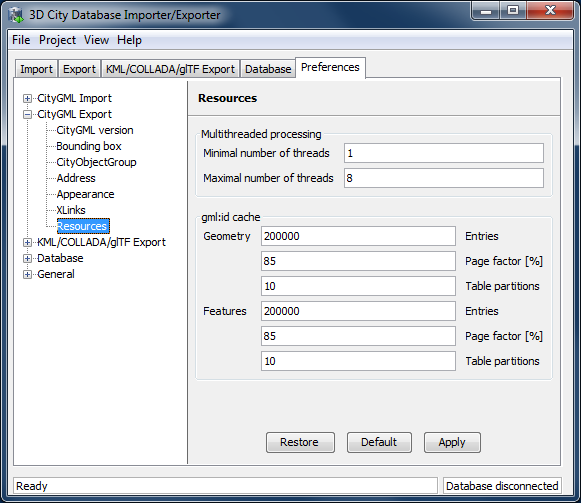 3D City Database Importer/Exporter
File Project View Help
Import Export KML/COLLADA/glTF Export Database Preferences
CityGML Import
CityGML Export
CityGML version
Bounding box
CityObjectGroup
Address
Appearance
XLinks
Resources
KML/COLLADA/glTF Export
Database
General
Resources
Multithreaded processing
Minimal number of threads 1
Maximal number of threads 8
gml:id cache
Geometry 200000 Entries
85 Page factor [%]
10 Table partitions
Features 200000 Entries
85 Page factor [%]
10 Table partitions
Restore Default Apply
Ready Database disconnected